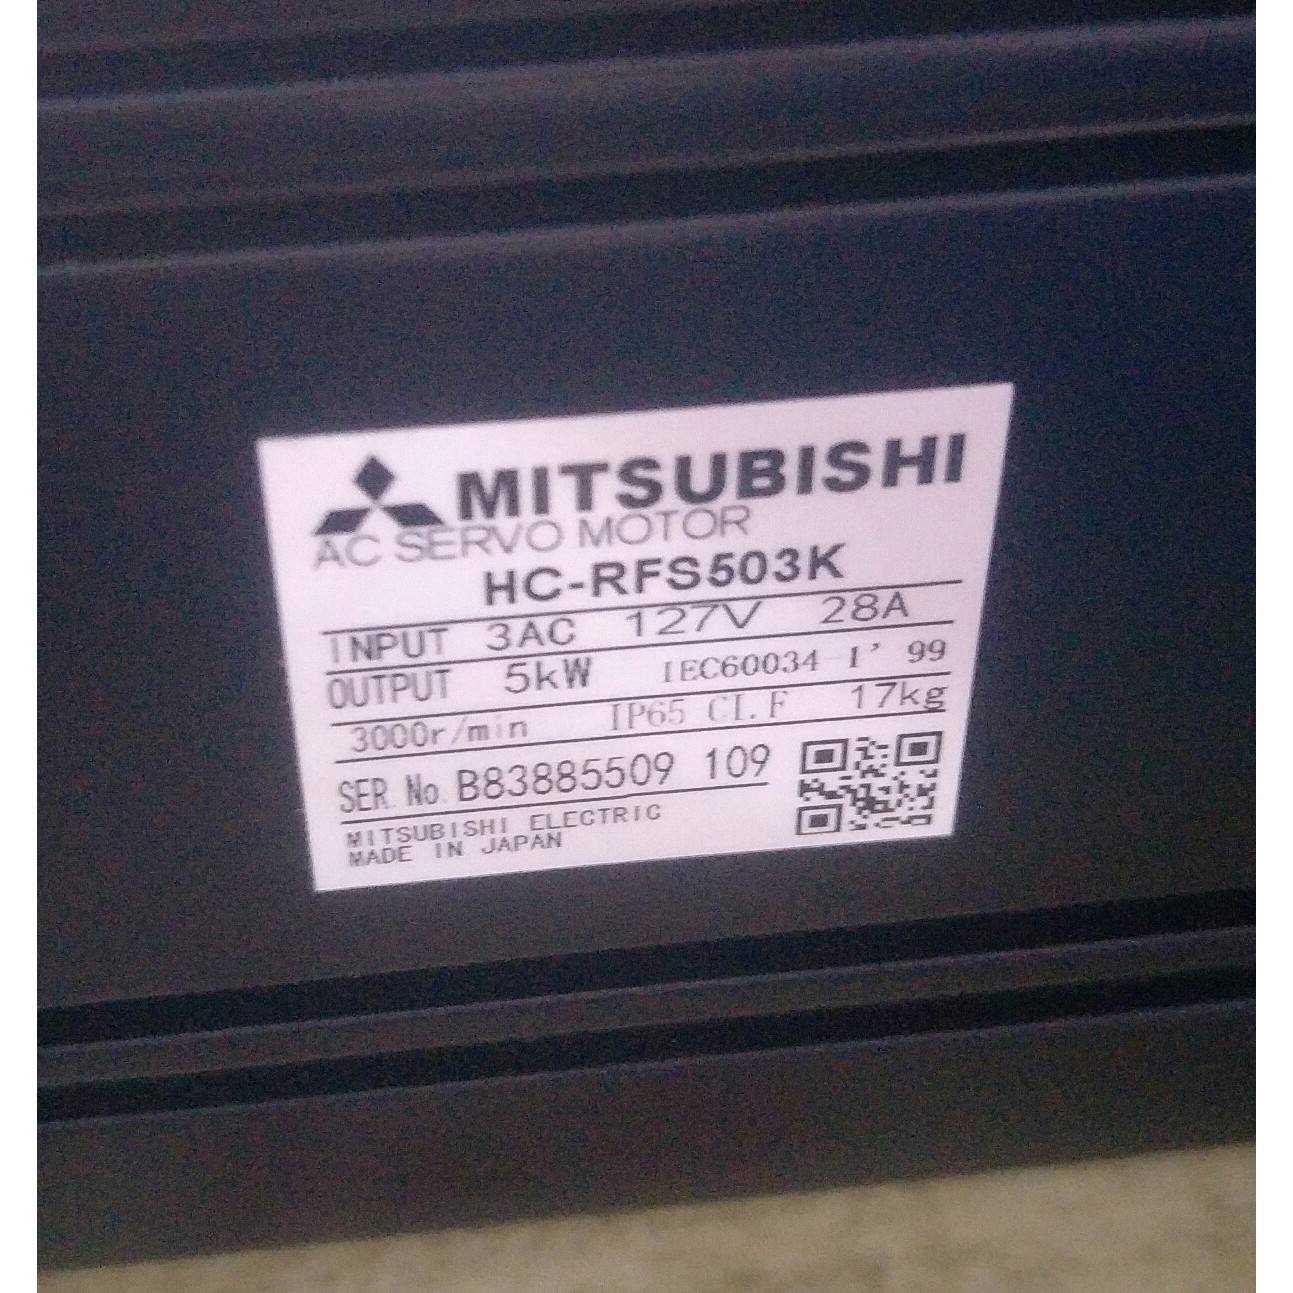 MITSUBISHI
AC SERVO MOTOR
HC-RFS503K
INPUT 3AC 127V 28A
OUTPUT 5kW IEC60034-1'99
3000r/min IP65 CI.F 17kg
SER.No.B83885509 109
MITSUBISHI ELECTRIC
MADE IN JAPAN